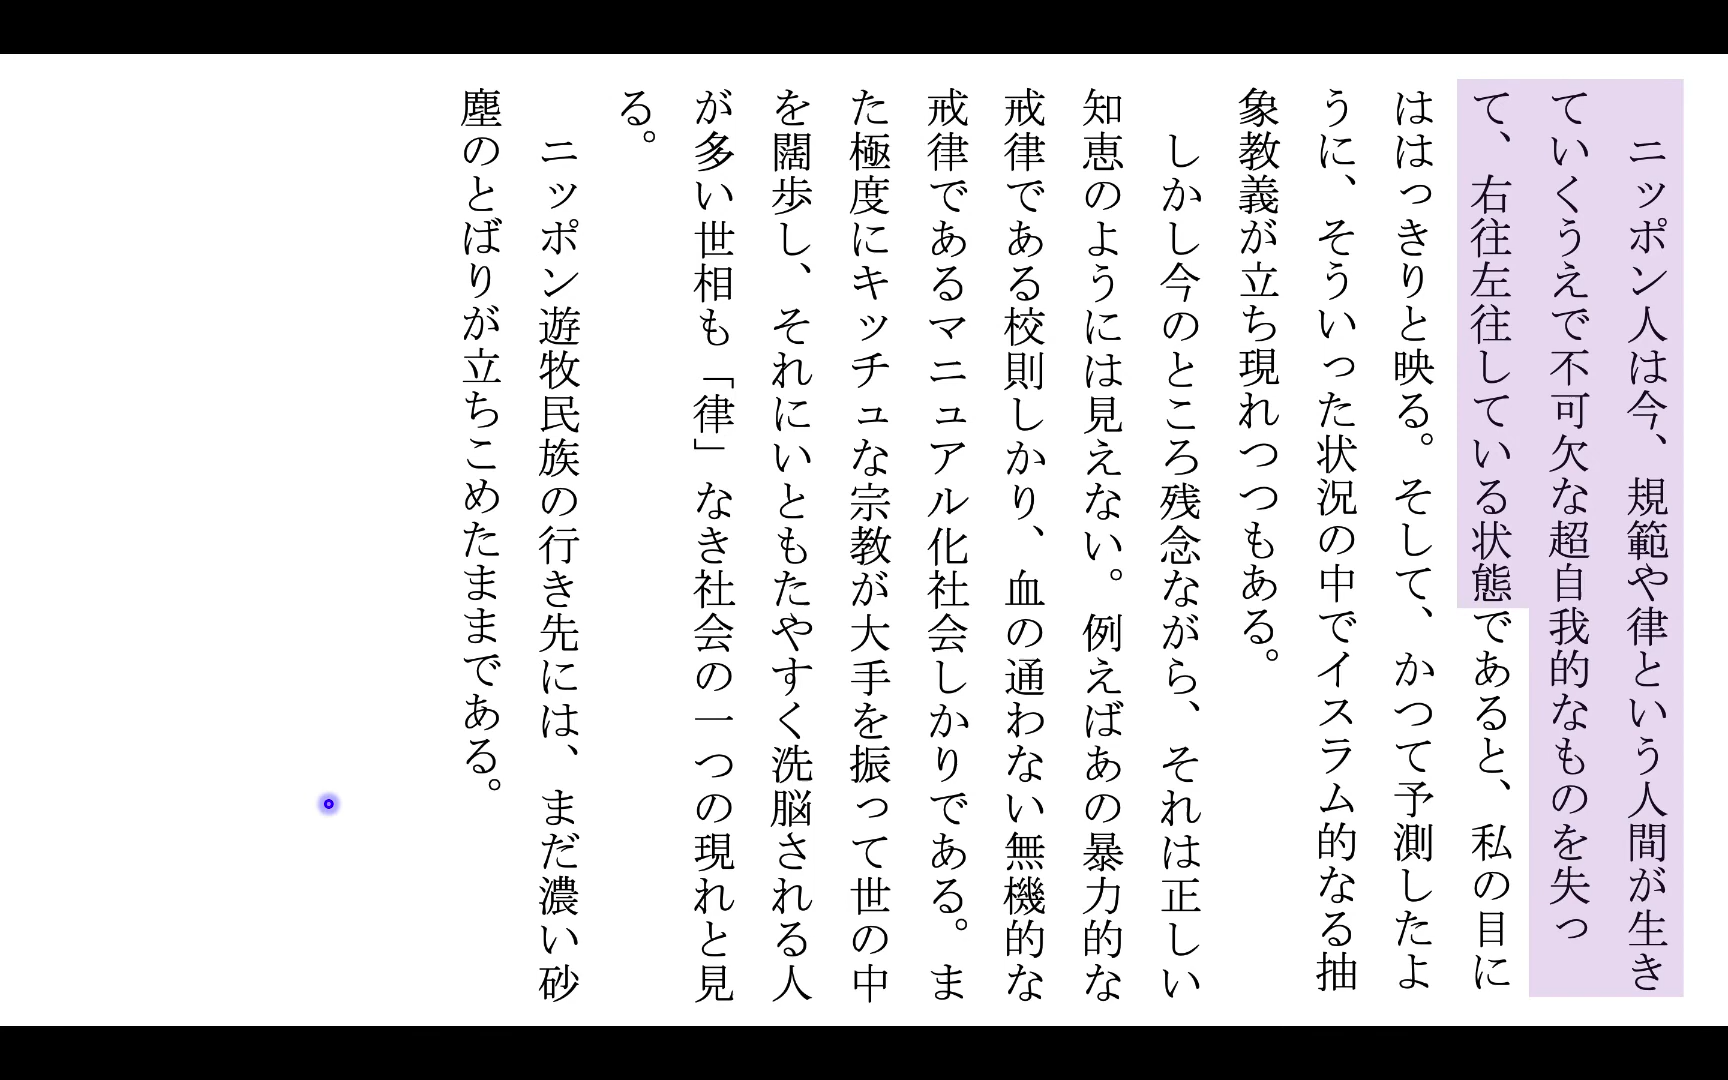 ニッポン人は今、規範や律という人間が生き
ていくうえで不可欠な超自我的なものを失っ
て、右往左往している状態であると、私の目に
ははっきりと映る。そして、かつて予測したよ
うに、そういった状況の中でイスラム的なる抽
象教義が立ち現れつつもある。
しかし今のところ残念ながら、それは正しい
知恵のようには見えない。例えばあの暴力的な
戒律である校則しかり、血の通わない無機的な
戒律であるマニュアル化社会しかりである。ま
た極度にキッチュな宗教が大手を振って世の中
を闊歩し、それにいともたやすく洗脳される人
が多い世相も「律」なき社会の一つの現れと見
る。
ニッポン遊牧民族の行き先には、まだ濃い砂
塵のとばりが立ちこめたままである。